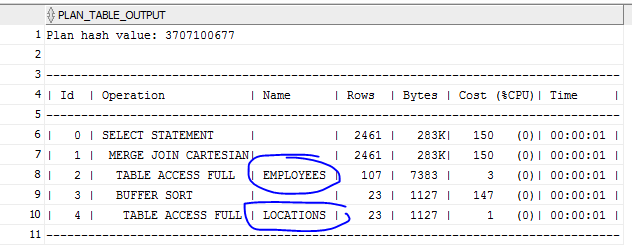 PLAN_TABLE_OUTPUT
1 Plan hash value: 3707100677
2
3 --------------------------------------------------------------------------------
4 | Id  | Operation            | Name      | Rows  | Bytes | Cost (%CPU)| Time     |
5 --------------------------------------------------------------------------------
6 |   0 | SELECT STATEMENT     |           |  2461 |   283K|   150   (0)| 00:00:01 |
7 |   1 |  MERGE JOIN CARTESIAN|           |  2461 |   283K|   150   (0)| 00:00:01 |
8 |   2 |   TABLE ACCESS FULL  | EMPLOYEES |   107 |  7383 |     3   (0)| 00:00:01 |
9 |   3 |   BUFFER SORT        |           |    23 |  1127 |   147   (0)| 00:00:01 |
10 |   4 |    TABLE ACCESS FULL | LOCATIONS |    23 |  1127 |     1   (0)| 00:00:01 |
11 --------------------------------------------------------------------------------